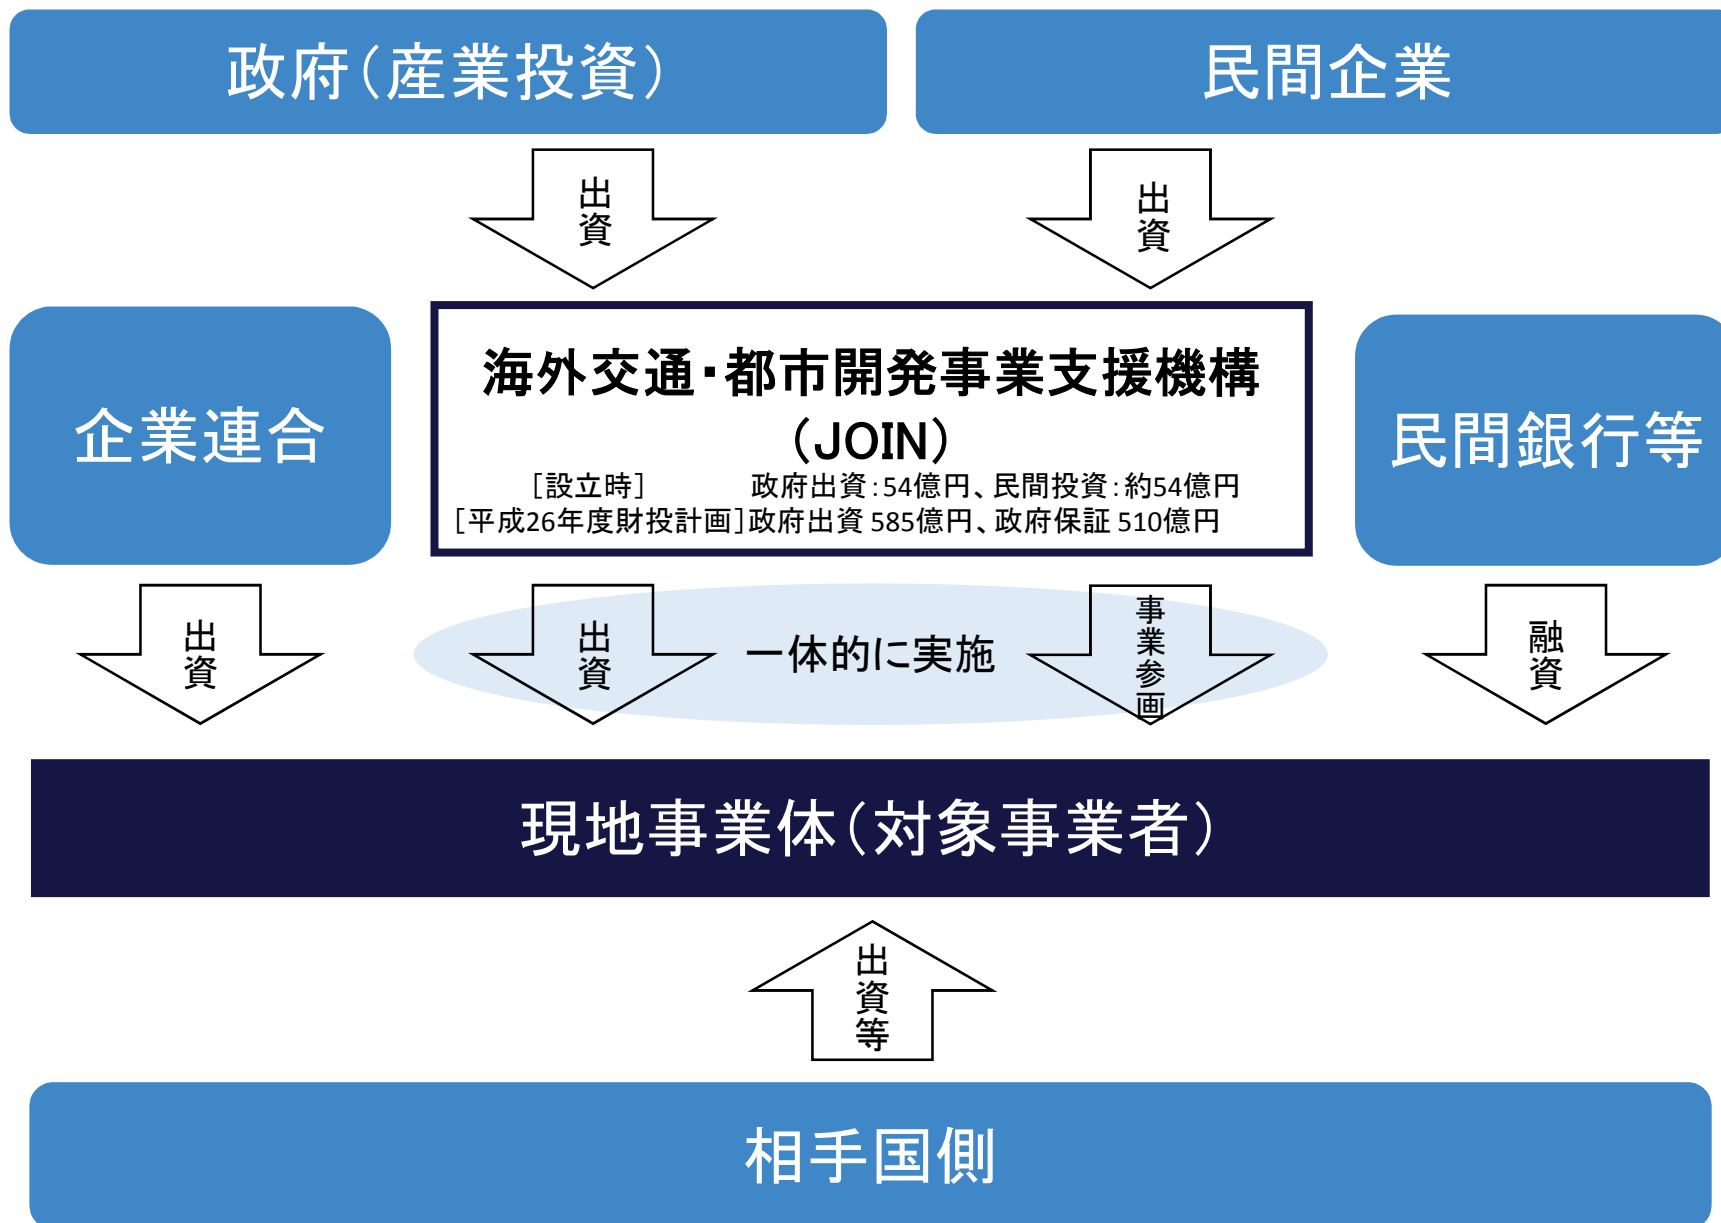 政府（産業投資）
民間企業
出資
出資
企業連合
海外交通・都市開発事業支援機構
（JOIN）
［設立時］ 政府出資：54億円、民間投資：約54億円
［平成26年度財投計画］政府出資 585億円、政府保証 510億円
民間銀行等
出資
出資
一体的に実施
事業参画
融資
現地事業体（対象事業者）
出資等
相手国側